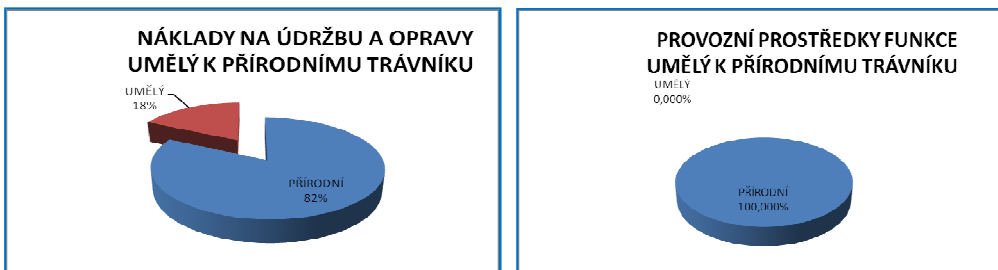 NÁKLADY NA ÚDRŽBU A OPRAVY
UMĚLÝ K PŘÍRODNÍMU TRÁVNÍKU
UMĚLÝ
18%
PŘÍRODNÍ
82%
PROVOZNÍ PROSTŘEDKY FUNKCE
UMĚLÝ K PŘÍRODNÍMU TRÁVNÍKU
UMĚLÝ
0,000%
PŘÍRODNÍ
100,000%